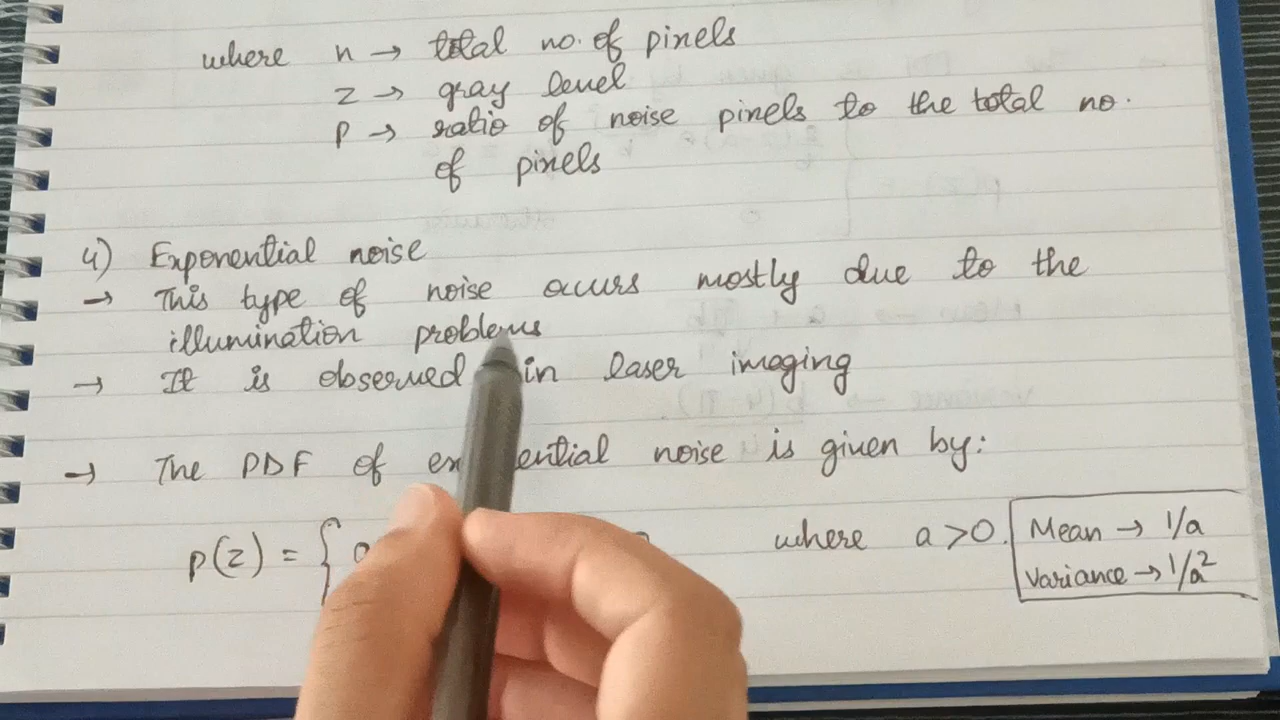 where n → total no. of pixels
z → gray level
p → ratio of noise pixels to the total no.
of pixels
4) Exponential noise
→ This type of noise occurs mostly due to the
illumination problems
→ It is observed in laser imaging
→ The PDF of noise is given by:
p(z) = { where a>0. Mean → 1/a
Variance → 1/a²